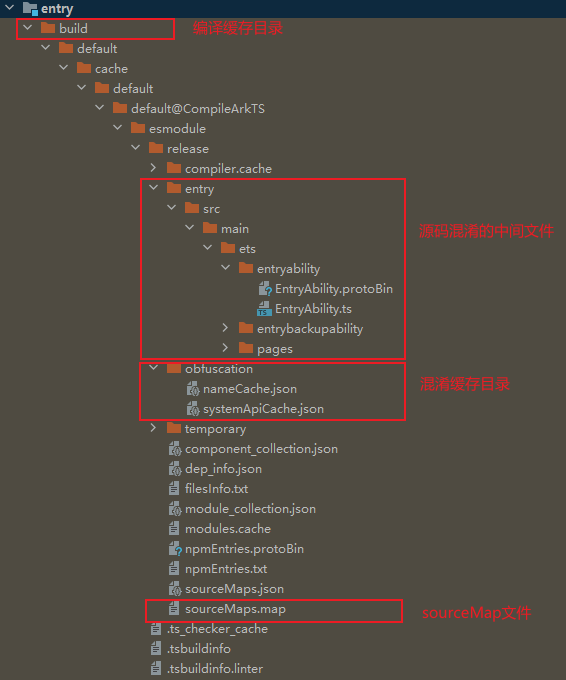 entry
build
编译缓存目录
default
cache
default
default@CompileArkTS
esmodule
release
compiler.cache
entry
src
main
源码混淆的中间文件
ets
entryability
EntryAbility.protoBin
EntryAbility.ts
entrybackupability
pages
obfuscation
混淆缓存目录
nameCache.json
systemApiCache.json
temporary
component_collection.json
dep_info.json
filesInfo.txt
module_collection.json
modules.cache
npmEntries.protoBin
npmEntries.txt
sourceMaps.json
sourceMaps.map
sourceMap文件
.ts_checker_cache
.tsbuildinfo
.tsbuildinfo.linter